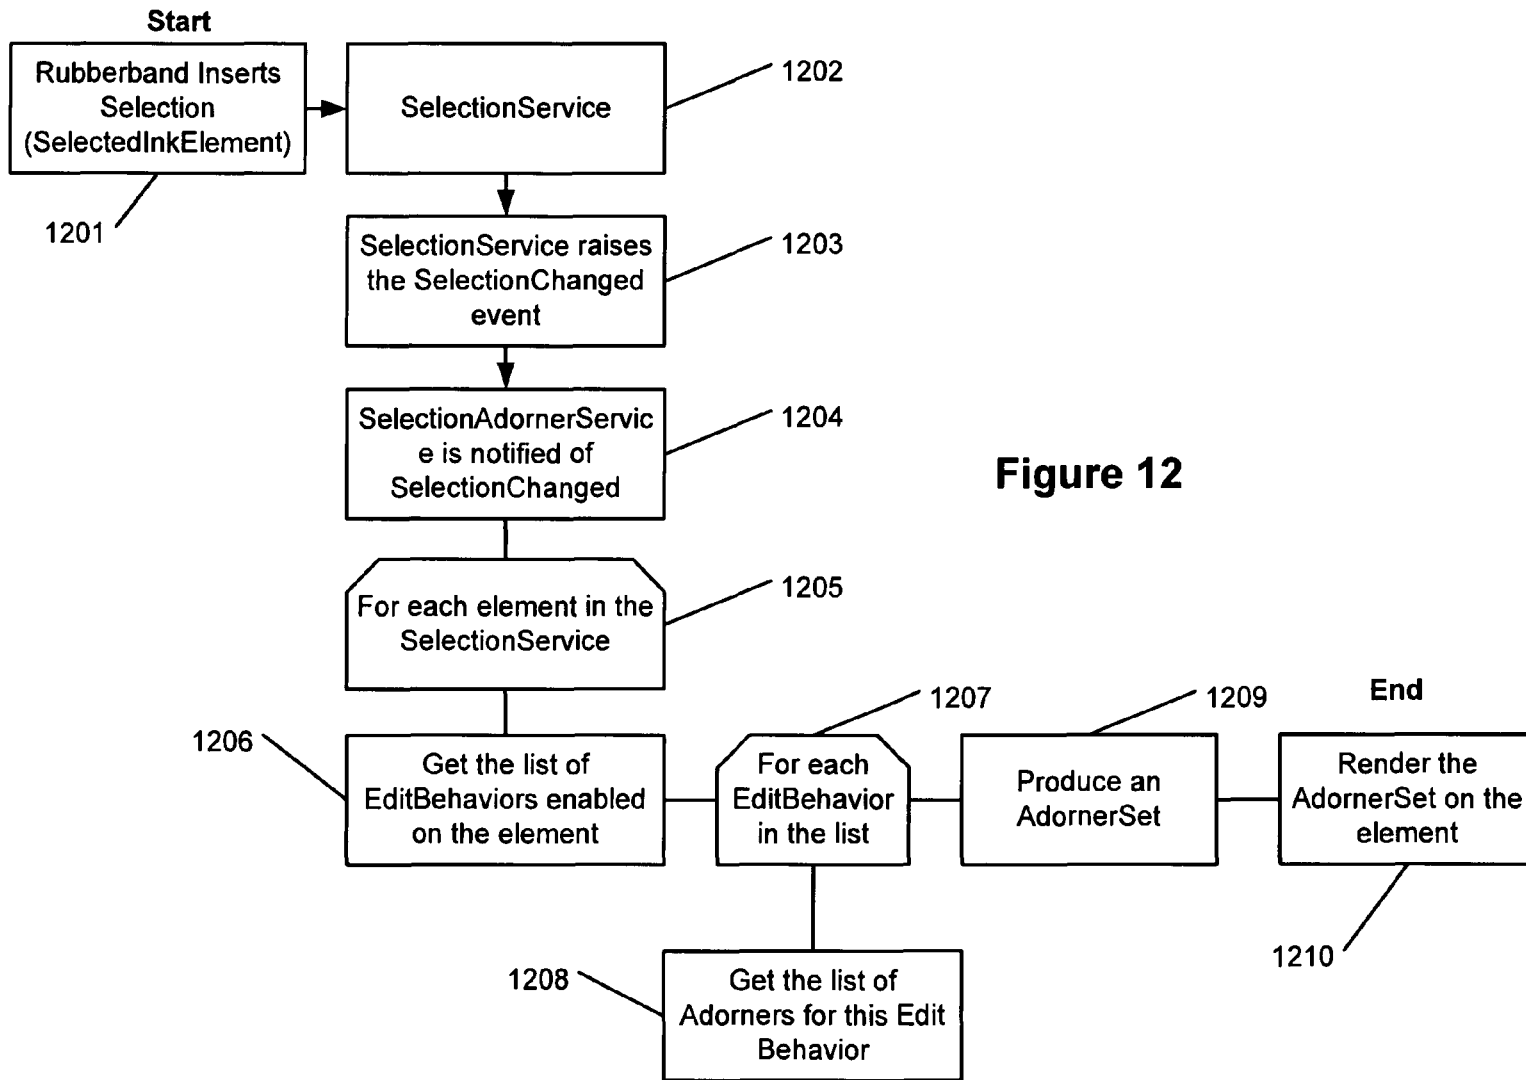 Start
Rubberband Inserts
Selection
(SelectedInkElement)
1201
SelectionService
1202
SelectionService raises
the SelectionChanged
event
1203
SelectionAdornerServic
e is notified of
SelectionChanged
1204
Figure 12
For each element in the
SelectionService
1205
1206
Get the list of
EditBehaviors enabled
on the element
1207
For each
EditBehavior
in the list
1208
Get the list of
Adorners for this Edit
Behavior
1209
Produce an
AdornerSet
End
Render the
AdornerSet on the
element
1210